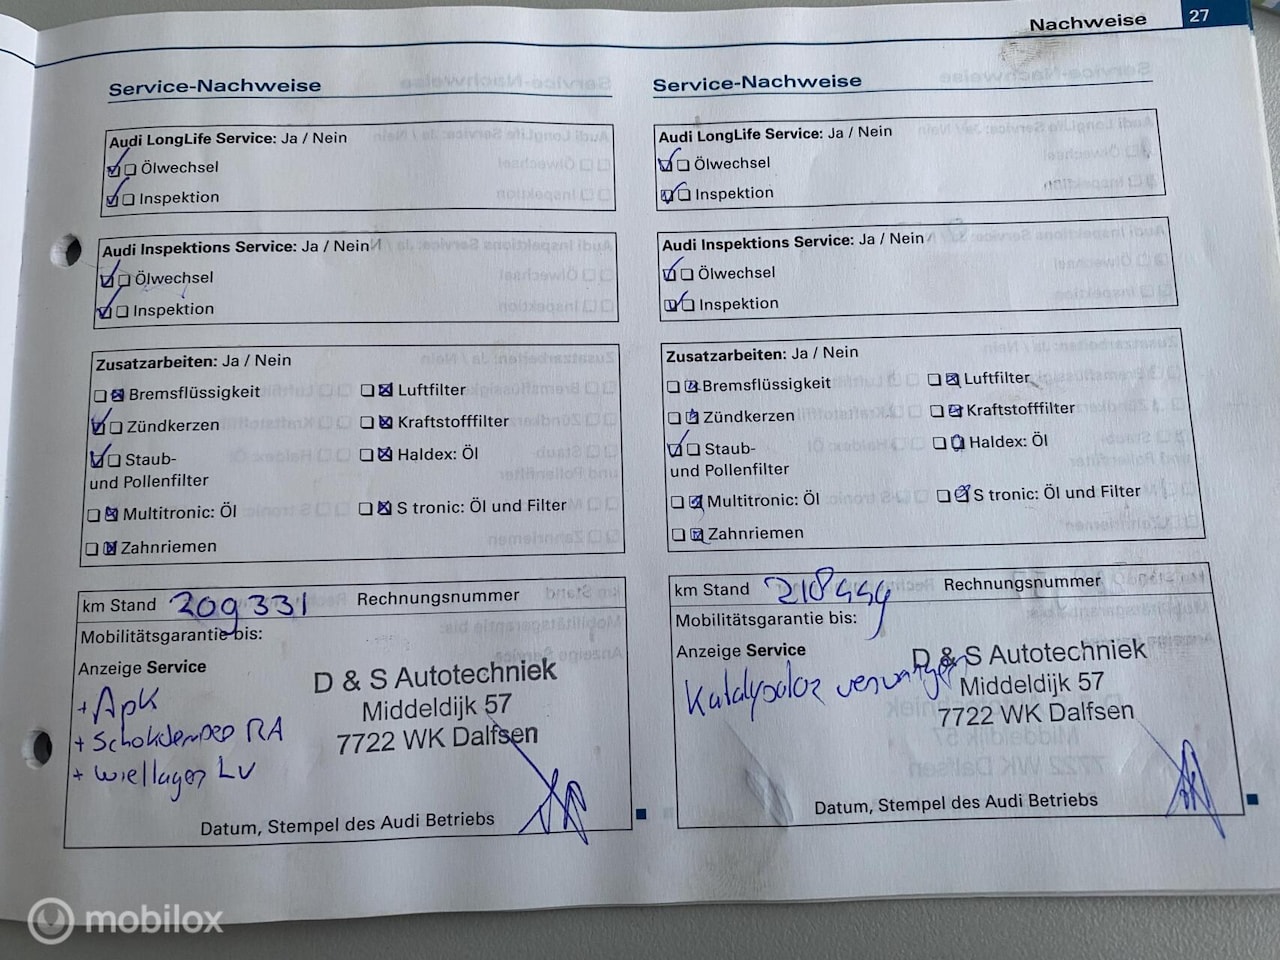 Nachweise 27
Service-Nachweise
Audi LongLife Service: Ja / Nein
Ölwechsel
Inspektion
Audi Inspektions Service: Ja / Nein
Ölwechsel
Inspektion
Zusatzarbeiten: Ja / Nein
Bremsflüssigkeit Luftfilter
Zündkerzen Kraftstofffilter
Staub- Haldex: Öl
und Pollenfilter
Multitronic: Öl S tronic: Öl und Filter
Zahnriemen
km Stand 209331 Rechnungsnummer
Mobilitätsgarantie bis:
Anzeige Service
+ Apk
+ Schokdemper RA
+ wiellager LV
D & S Autotechniek
Middeldijk 57
7722 WK Dalfsen
Datum, Stempel des Audi Betriebs
Service-Nachweise
Audi LongLife Service: Ja / Nein
Ölwechsel
Inspektion
Audi Inspektions Service: Ja / Nein
Ölwechsel
Inspektion
Zusatzarbeiten: Ja / Nein
Bremsflüssigkeit Luftfilter
Zündkerzen Kraftstofffilter
Staub- Haldex: Öl
und Pollenfilter
Multitronic: Öl S tronic: Öl und Filter
Zahnriemen
km Stand Rechnungsnummer
Mobilitätsgarantie bis:
Anzeige Service
D & S Autotechniek
Middeldijk 57
7722 WK Dalfsen
Datum, Stempel des Audi Betriebs
mobilox